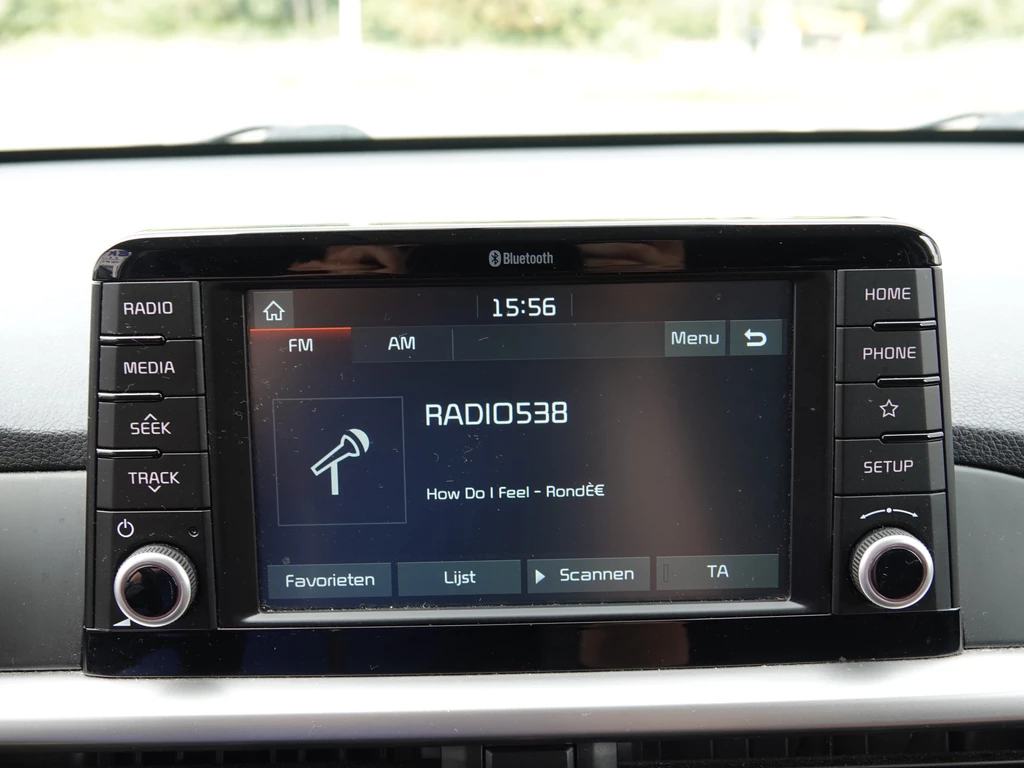 Bluetooth
RADIO
MEDIA
SEEK
TRACK
15:56
FM AM Menu
RADIO538
How Do I Feel - RondÈ€
Favorieten Lijst Scannen TA
HOME
PHONE
SETUP